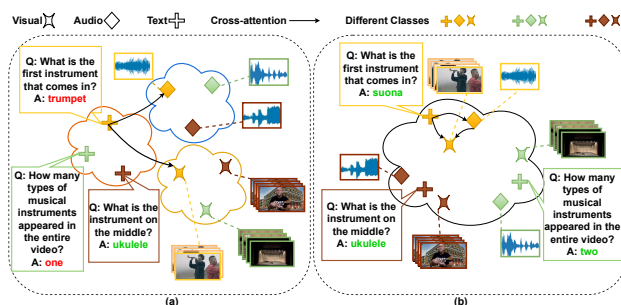 Visual Audio Text Cross-attention Different Classes
Q: What is the
first instrument
that comes in?
A: trumpet
Q: How many
types of
musical
instruments
appeared in
the entire
video?
A: one
Q: What is the
instrument on
the middle?
A: ukulele
(a)
Q: What is the
first instrument
that comes in?
A: suona
Q: What is the
instrument on
the middle?
A: ukulele
Q: How many
types of musical
instruments
appeared in the
entire video?
A: two
(b)